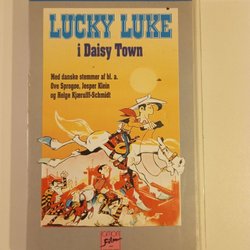 LUCKY LUKE
i Daisy Town
Med danske stemmer af bl. a.
Ove Sprogøe, Jesper Klein
og Helge Kjærulff-Schmidt